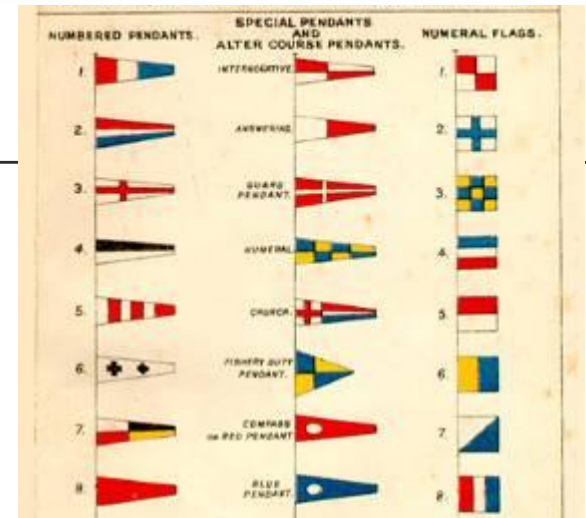 NUMBERED PENDANTS.
1.
2.
3.
4.
5.
6.
7.
8.
SPECIAL PENDANTS
AND
ALTER COURSE PENDANTS.
INTERROGATIVE.
ANSWERING.
GUARD
PENDANT.
NUMERAL.
CHURCH.
FISHERY DUTY
PENDANT.
COMPASS
OR RED PENDANT
BLUE
PENDANT.
NUMERAL FLAGS.
1.
2.
3.
4.
5.
6.
7.
8.